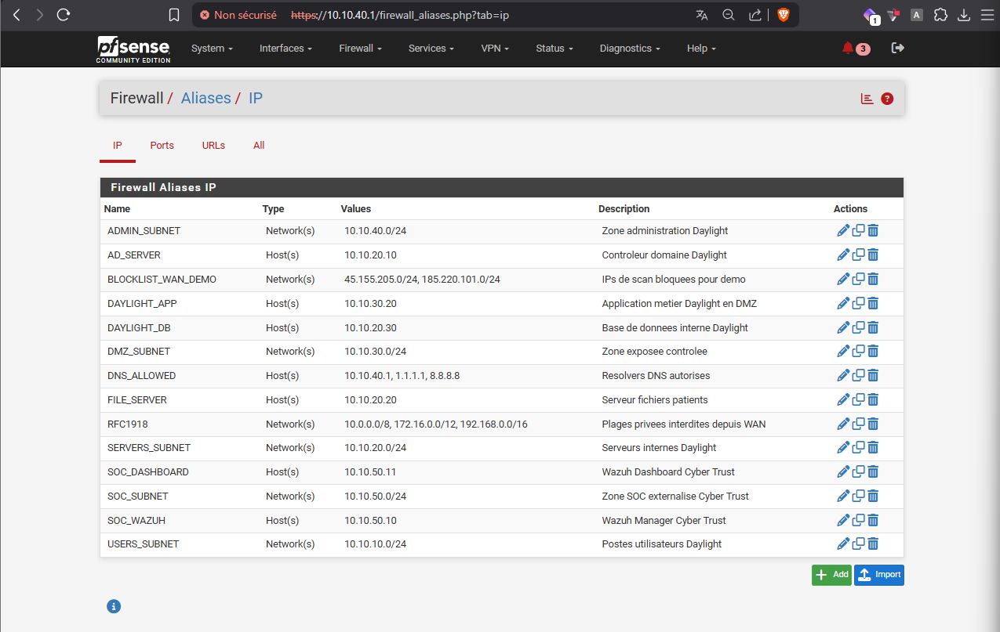 Non sécurisé https://10.10.40.1/firewall_aliases.php?tab=ip A 1
pfsense COMMUNITY EDITION System Interfaces Firewall Services VPN Status Diagnostics Help 3
Firewall / Aliases / IP
IP Ports URLs All
Firewall Aliases IP
Name Type Values Description Actions
ADMIN_SUBNET Network(s) 10.10.40.0/24 Zone administration Daylight
AD_SERVER Host(s) 10.10.20.10 Controleur domaine Daylight
BLOCKLIST_WAN_DEMO Network(s) 45.155.205.0/24, 185.220.101.0/24 IPs de scan bloquees pour demo
DAYLIGHT_APP Host(s) 10.10.30.20 Application metier Daylight en DMZ
DAYLIGHT_DB Host(s) 10.10.20.30 Base de donnees interne Daylight
DMZ_SUBNET Network(s) 10.10.30.0/24 Zone exposee controlee
DNS_ALLOWED Host(s) 10.10.40.1, 1.1.1.1, 8.8.8.8 Resolvers DNS autorises
FILE_SERVER Host(s) 10.10.20.20 Serveur fichiers patients
RFC1918 Network(s) 10.0.0.0/8, 172.16.0.0/12, 192.168.0.0/16 Plages privees interdites depuis WAN
SERVERS_SUBNET Network(s) 10.10.20.0/24 Serveurs internes Daylight
SOC_DASHBOARD Host(s) 10.10.50.11 Wazuh Dashboard Cyber Trust
SOC_SUBNET Network(s) 10.10.50.0/24 Zone SOC externalise Cyber Trust
SOC_WAZUH Host(s) 10.10.50.10 Wazuh Manager Cyber Trust
USERS_SUBNET Network(s) 10.10.10.0/24 Postes utilisateurs Daylight
Add Import